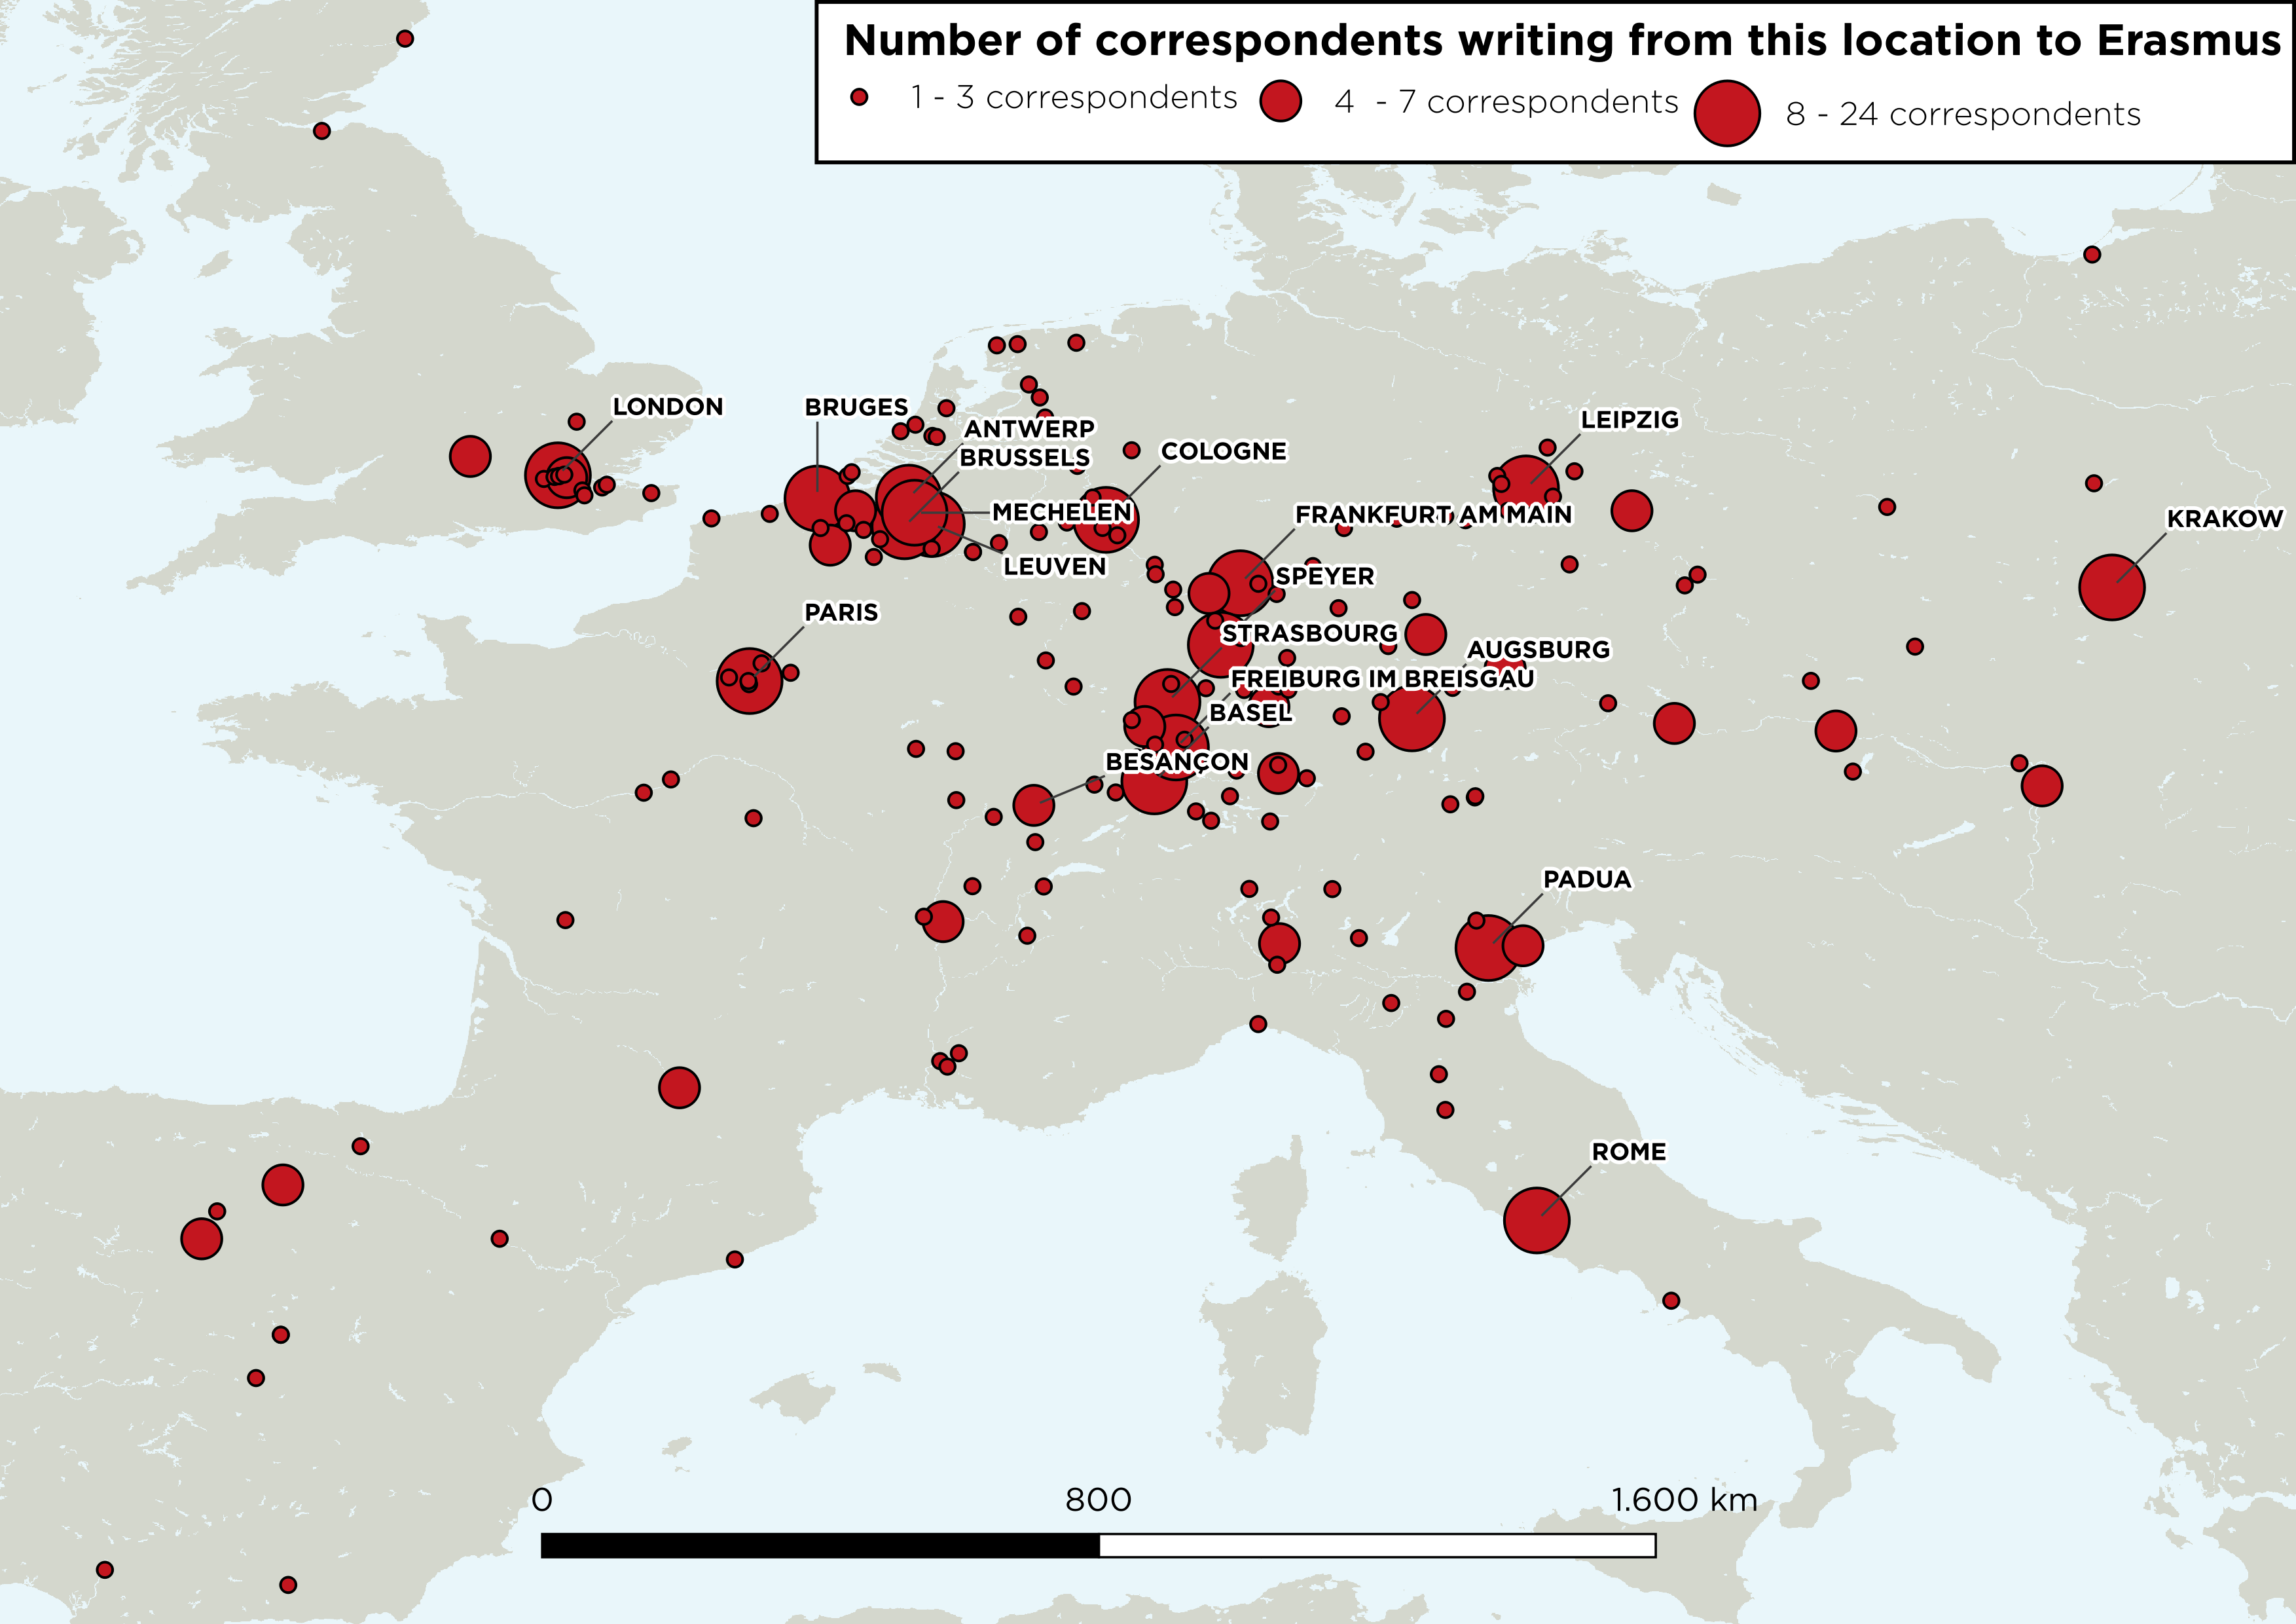 Number of correspondents writing from this location to Erasmus
1 - 3 correspondents
4 - 7 correspondents
8 - 24 correspondents
LONDON
BRUGES
ANTWERP
BRUSSELS
COLOGNE
LEIPZIG
MECHELEN
FRANKFURT AM MAIN
KRAKOW
LEUVEN
SPEYER
PARIS
STRASBOURG
AUGSBURG
FREIBURG IM BREISGAU
BASEL
BESANÇON
PADUA
ROME
0
800
1.600 km